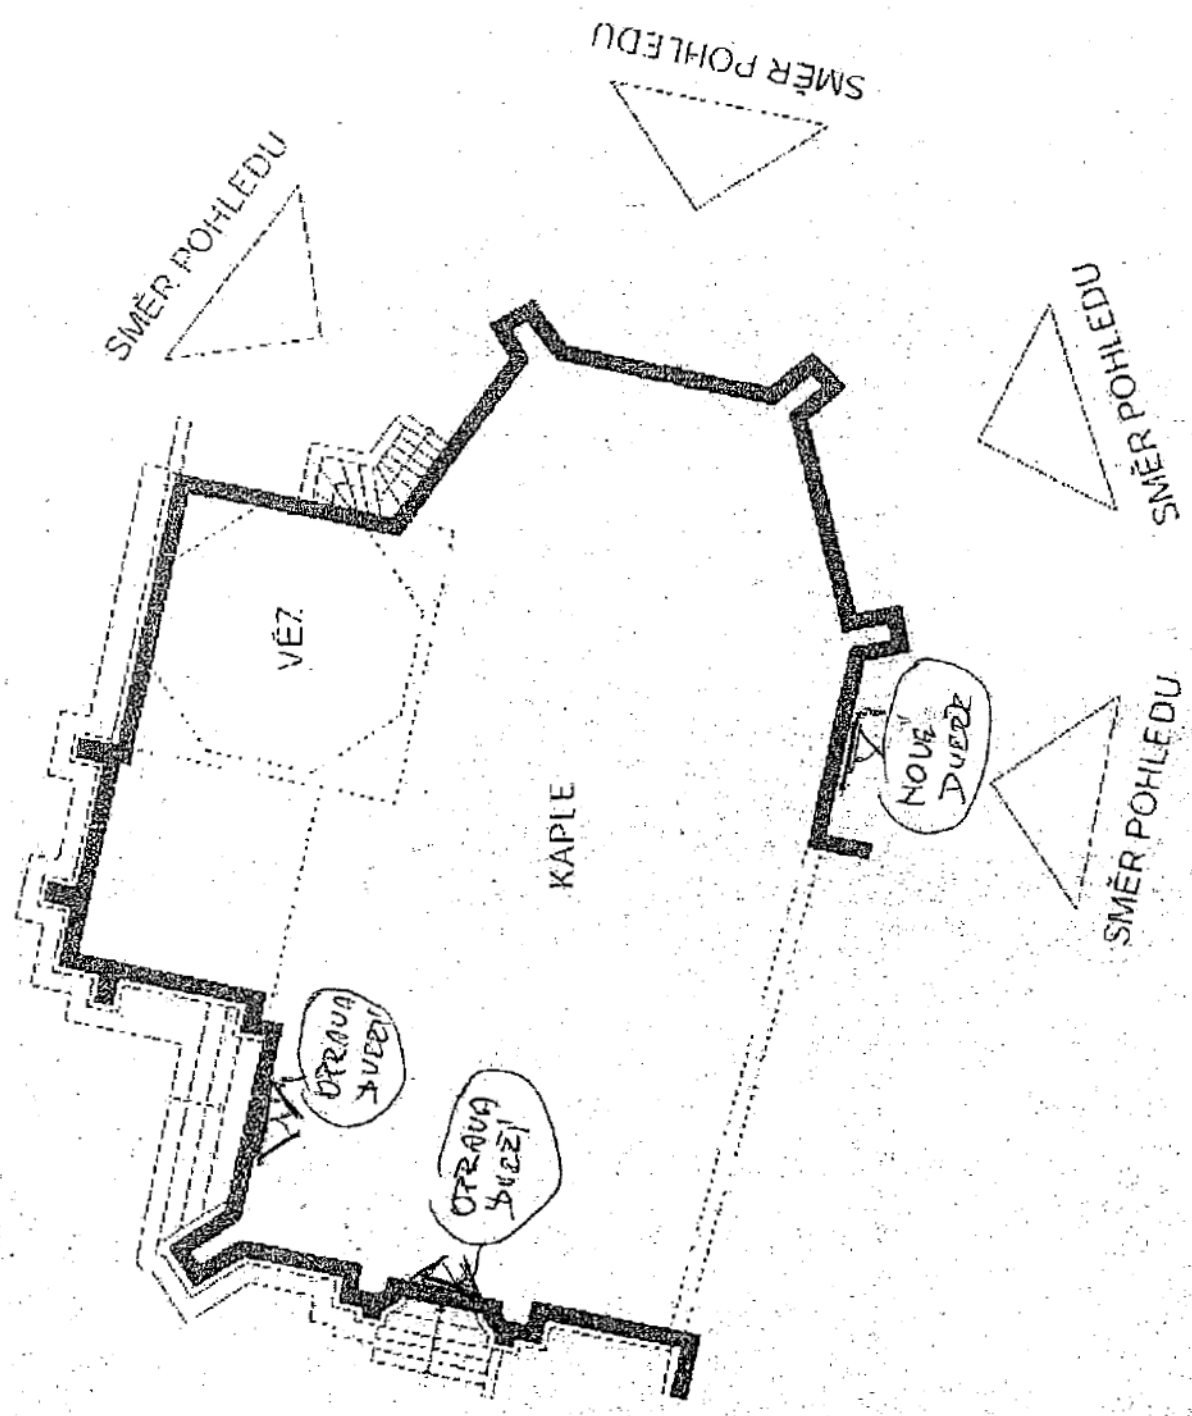 SMĚR POHLEDU
SMĚR POHLEDU
SMĚR POHLEDU
VĚŽ
KAPLE
NOVÉ
DVEŘE
SMĚR POHLEDU
OPRAVA
DVEŘÍ
OPRAVA
DVEŘÍ